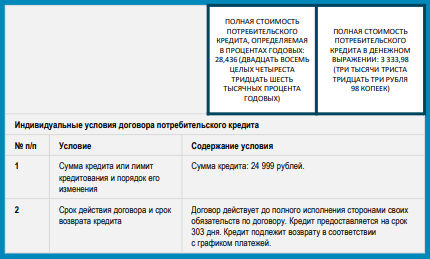 ПОЛНАЯ СТОИМОСТЬ
ПОТРЕБИТЕЛЬСКОГО
КРЕДИТА, ОПРЕДЕЛЯЕМАЯ
В ПРОЦЕНТАХ ГОДОВЫХ:
28,436 (ДВАДЦАТЬ ВОСЕМЬ
ЦЕЛЫХ ЧЕТЫРЕСТА
ТРИДЦАТЬ ШЕСТЬ
ТЫСЯЧНЫХ ПРОЦЕНТА
ГОДОВЫХ)
ПОЛНАЯ СТОИМОСТЬ
ПОТРЕБИТЕЛЬСКОГО
КРЕДИТА В ДЕНЕЖНОМ
ВЫРАЖЕНИИ: 3 333,98
(ТРИ ТЫСЯЧИ ТРИСТА
ТРИДЦАТЬ ТРИ РУБЛЯ
98 КОПЕЕК)
Индивидуальные условия договора потребительского кредита
№ п/п Условие Содержание условия
1 Сумма кредита или лимит
кредитования и порядок его
изменения
Сумма кредита: 24 999 рублей.
2 Срок действия договора и срок
возврата кредита
Договор действует до полного исполнения сторонами своих
обязательств по договору. Кредит предоставляется на срок
303 дня. Кредит подлежит возврату в соответствии
с графиком платежей.